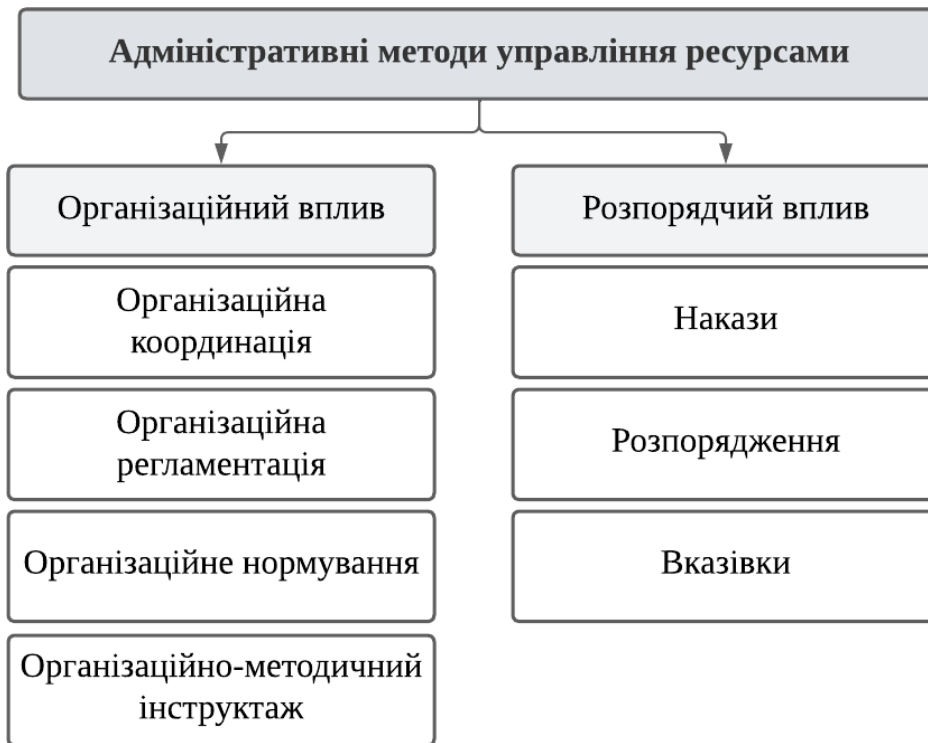 Адміністративні методи управління ресурсами
Організаційний вплив
Організаційна
координація
Організаційна
регламентація
Організаційне нормування
Організаційно-методичний
інструктаж
Розпорядчий вплив
Накази
Розпорядження
Вказівки